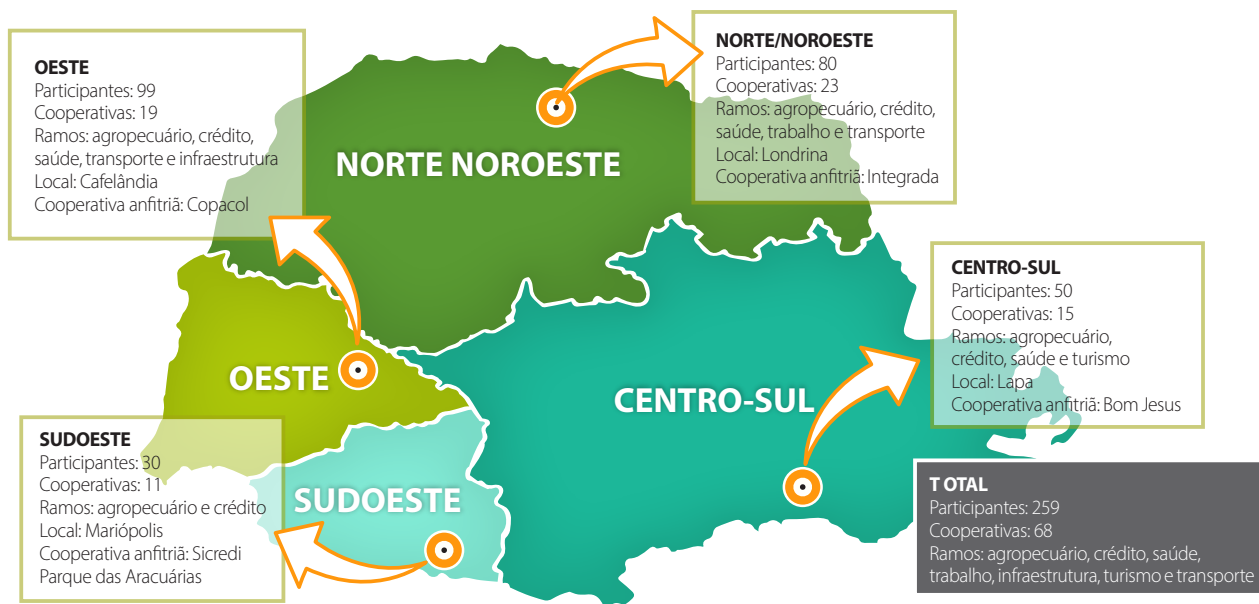 OESTE
Participantes: 99
Cooperativas: 19
Ramos: agropecuário, crédito,
saúde, transporte e infraestrutura
Local: Cafelândia
Cooperativa anfitriã: Copacol
NORTE/NOROESTE
Participantes: 80
Cooperativas: 23
Ramos: agropecuário, crédito,
saúde, trabalho e transporte
Local: Londrina
Cooperativa anfitriã: Integrada
NORTE NOROESTE
CENTRO-SUL
Participantes: 50
Cooperativas: 15
Ramos: agropecuário,
crédito, saúde e turismo
Local: Lapa
Cooperativa anfitriã: Bom Jesus
OESTE
CENTRO-SUL
SUDOESTE
Participantes: 30
Cooperativas: 11
Ramos: agropecuário e crédito
Local: Mariópolis
Cooperativa anfitriã: Sicredi
Parque das Aracuárias
SUDOESTE
T OTAL
Participantes: 259
Cooperativas: 68
Ramos: agropecuário, crédito, saúde,
trabalho, infraestrutura, turismo e transporte